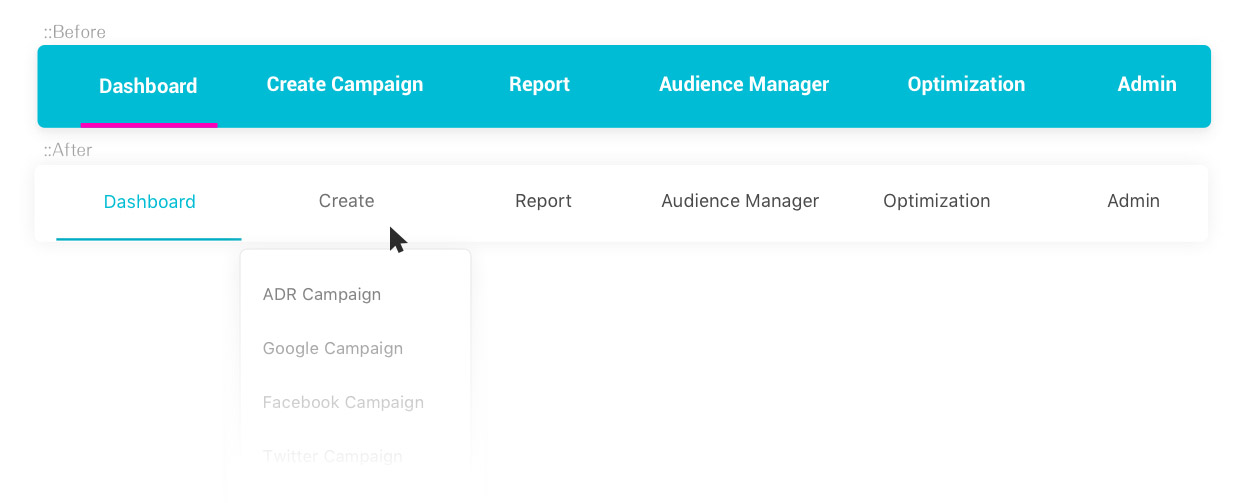 ::Before
Dashboard Create Campaign Report Audience Manager Optimization Admin
::After
Dashboard Create Report Audience Manager Optimization Admin
ADR Campaign
Google Campaign
Facebook Campaign
Twitter Campaign